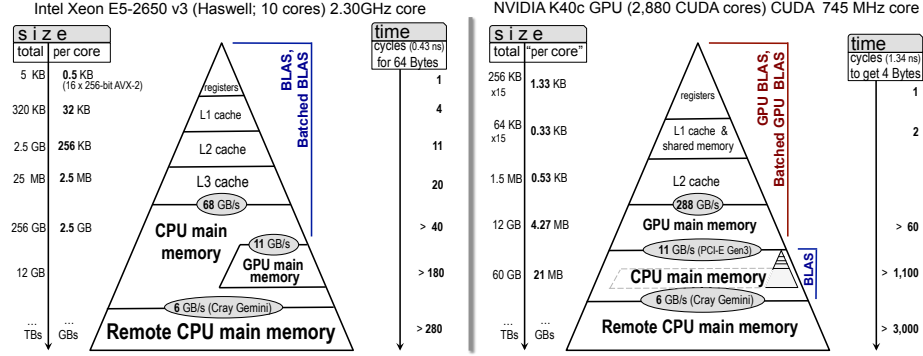 Intel Xeon E5-2650 v3 (Haswell; 10 cores) 2.30GHz core
size
total per core
5 KB 0.5 KB
(16 x 256-bit AVX-2)
320 KB 32 KB
2.5 GB 256 KB
25 MB 2.5 MB
256 GB 2.5 GB
12 GB
... ...
TBs GBs
registers
L1 cache
L2 cache
L3 cache
68 GB/s
CPU main
memory
11 GB/s
GPU main
memory
6 GB/s (Cray Gemini)
Remote CPU main memory
BLAS,
Batched BLAS
time
cycles (0.43 ns)
for 64 Bytes
1
4
11
20
> 40
> 180
> 280
NVIDIA K40c GPU (2,880 CUDA cores) CUDA 745 MHz core
size
total "per core"
256 KB
x15
1.33 KB
64 KB
x15
0.33 KB
1.5 MB 0.53 KB
12 GB 4.27 MB
60 GB 21 MB
... ...
TBs GBs
registers
L1 cache &
shared memory
L2 cache
288 GB/s
GPU main memory
11 GB/s (PCI-E Gen3)
CPU main memory
6 GB/s (Cray Gemini)
Remote CPU main memory
GPU BLAS,
Batched GPU BLAS
BLAS
time
cycles (1.34 ns)
to get 4 Bytes
1
2
> 60
> 1,100
> 3,000